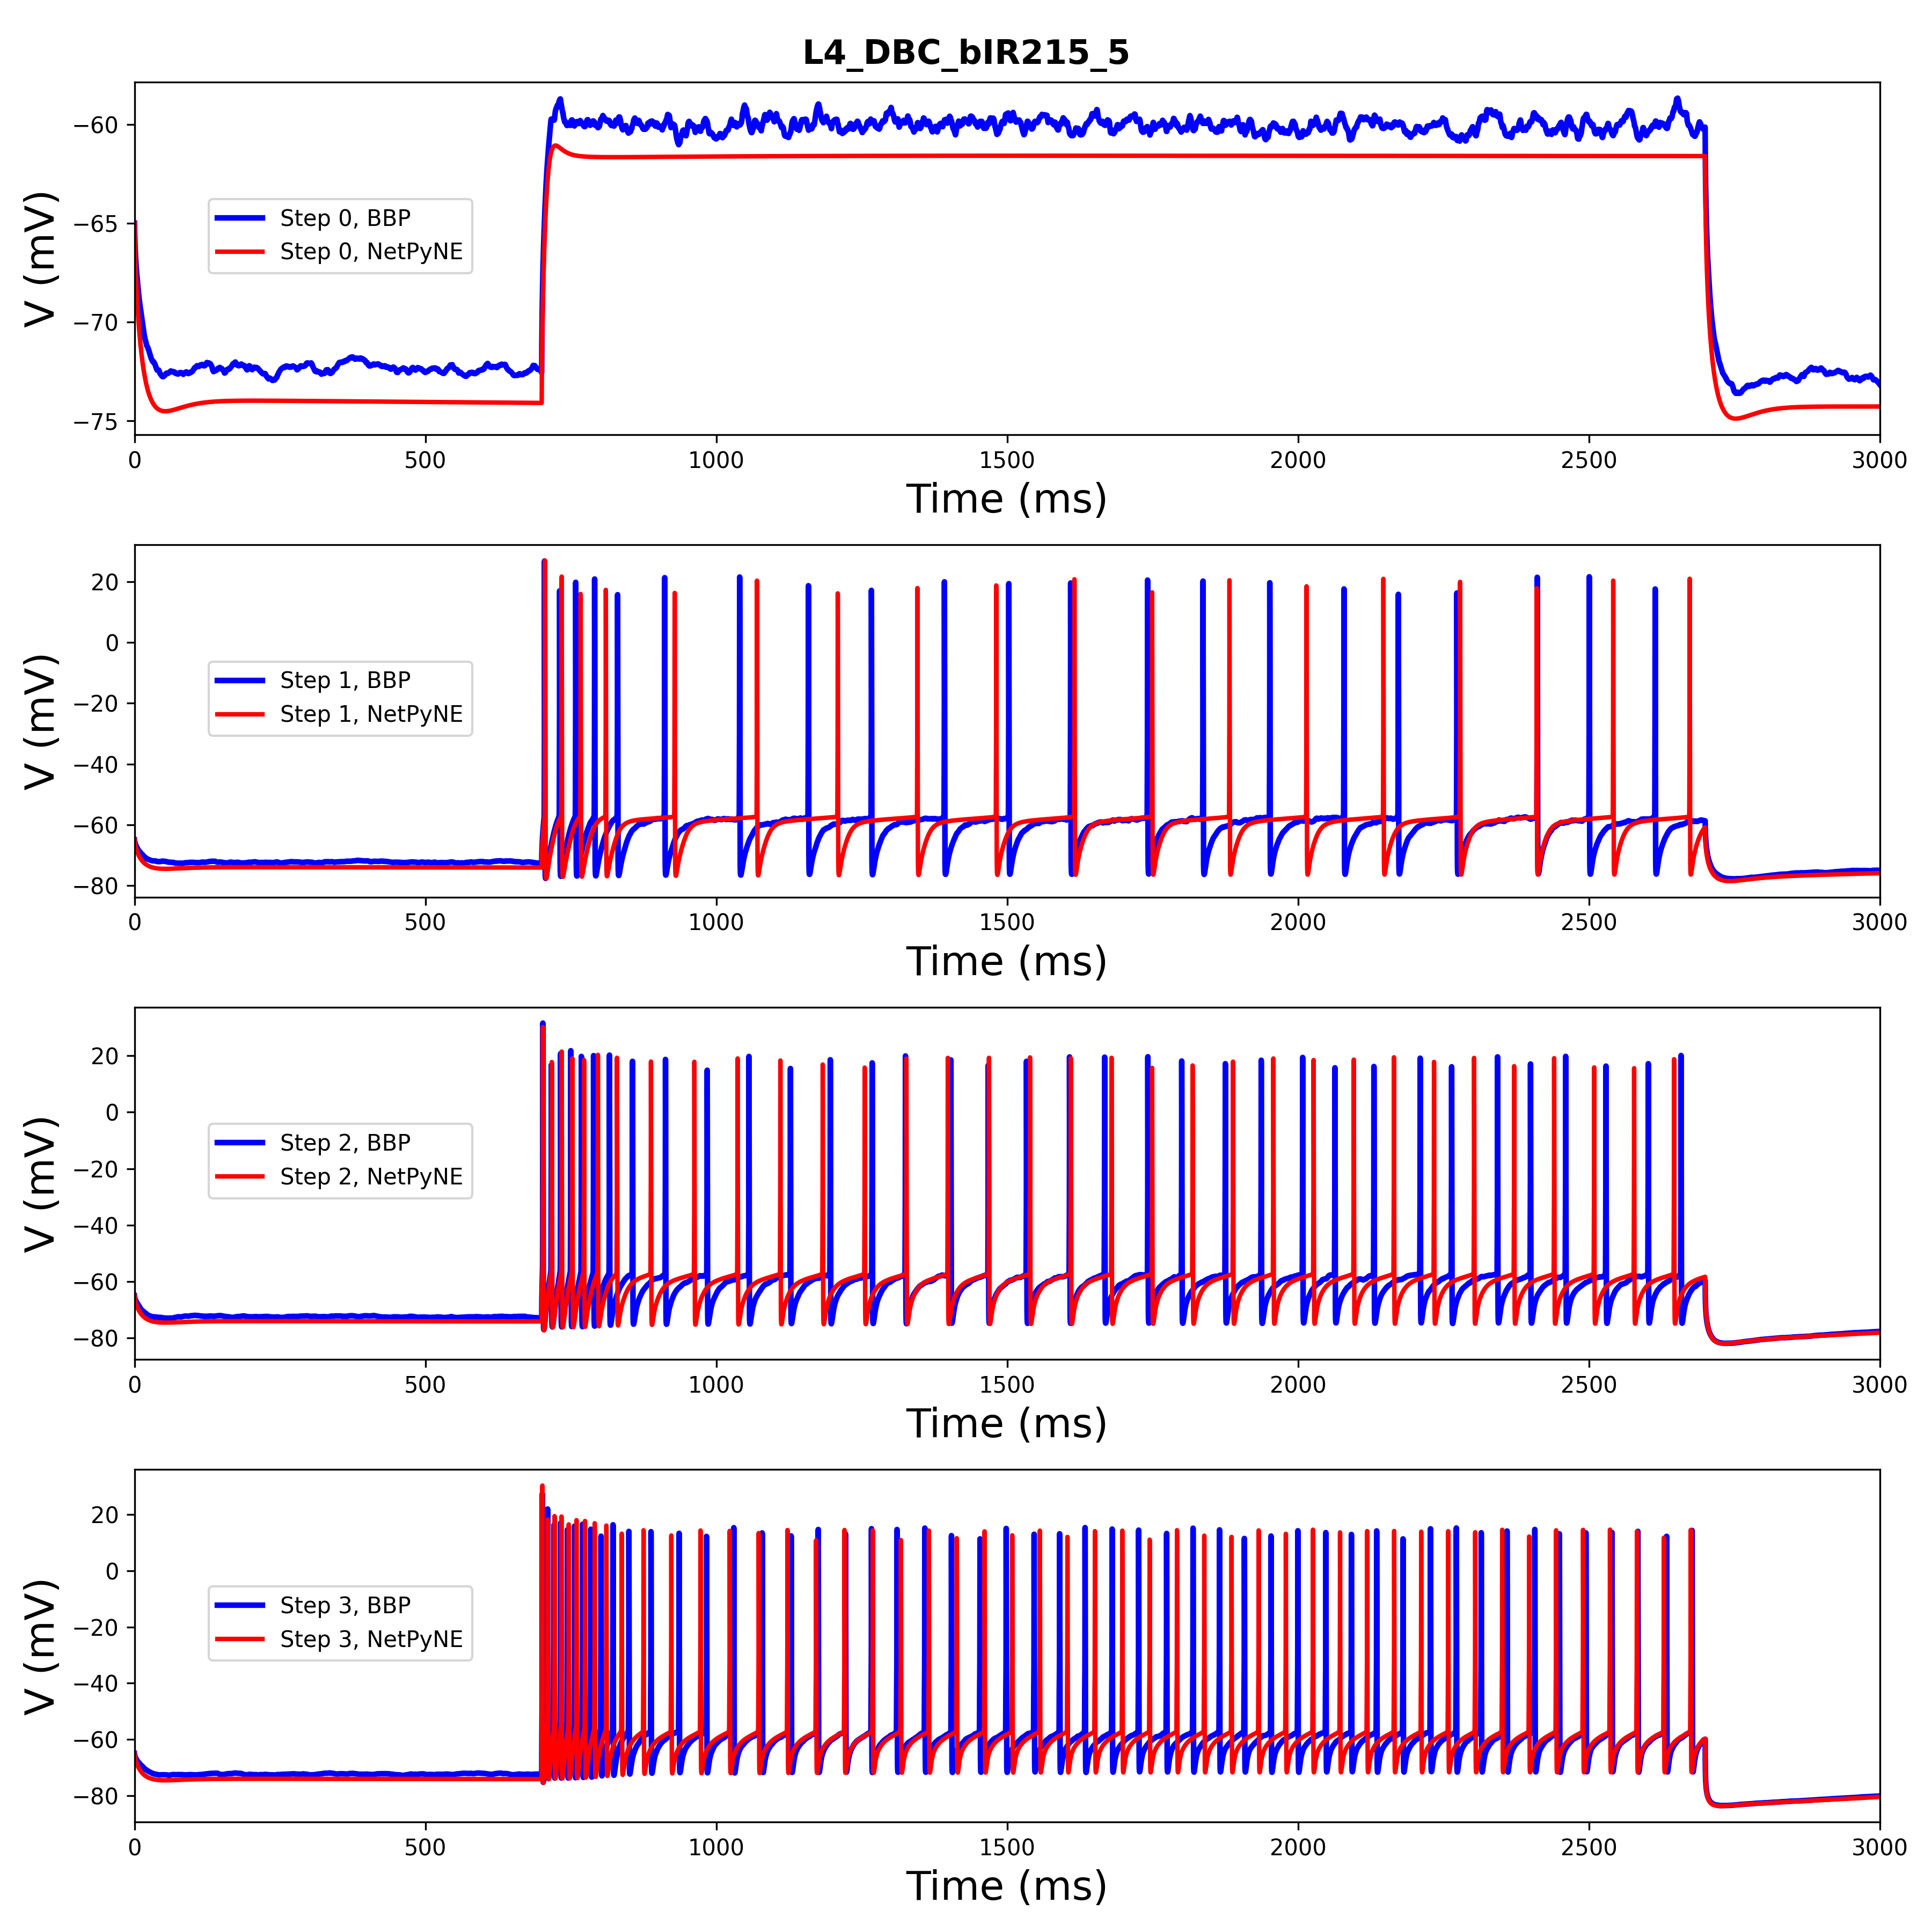 L4_DBC_bIR215_5
V (mV)
−60
−65
−70
−75
Step 0, BBP
Step 0, NetPyNE
0 500 1000 1500 2000 2500 3000
Time (ms)
V (mV)
20
0
−20
−40
−60
−80
Step 1, BBP
Step 1, NetPyNE
0 500 1000 1500 2000 2500 3000
Time (ms)
V (mV)
20
0
−20
−40
−60
−80
Step 2, BBP
Step 2, NetPyNE
0 500 1000 1500 2000 2500 3000
Time (ms)
V (mV)
20
0
−20
−40
−60
−80
Step 3, BBP
Step 3, NetPyNE
0 500 1000 1500 2000 2500 3000
Time (ms)